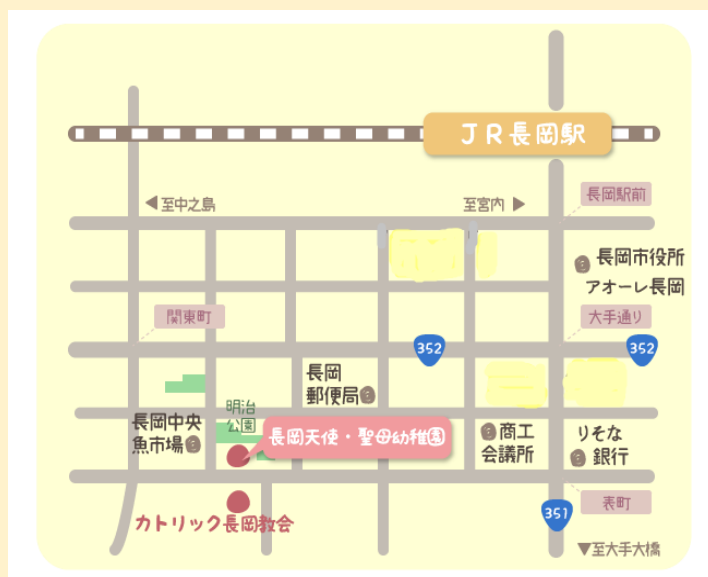 JR長岡駅
至中之島
至宮内
長岡駅前
長岡市役所
アオーレ長岡
関東町
大手通り
352
352
長岡
郵便局
明治
公園
長岡中央
魚市場
長岡天使・聖母幼稚園
商工
会議所
りそな
銀行
カトリック長岡教会
表町
351
至大手大橋